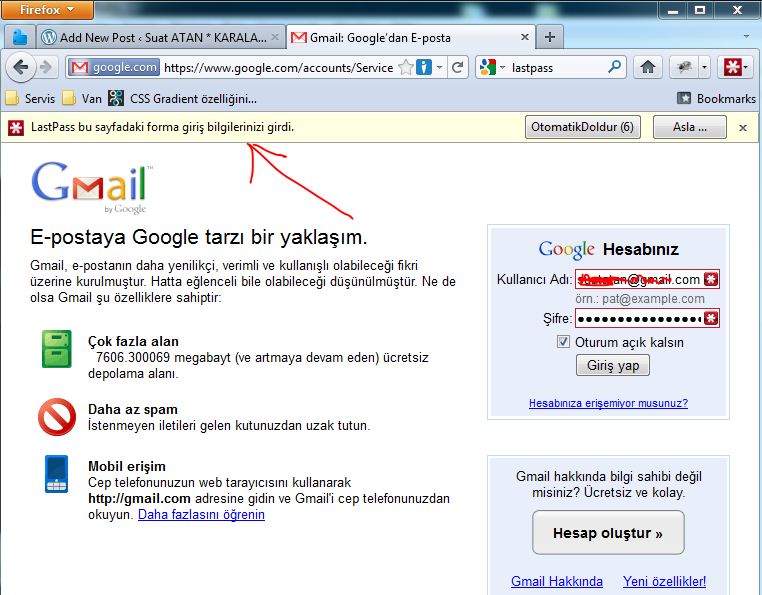 Firefox
Add New Post ‹ Suat ATAN * KARALA...
Gmail: Google'dan E-posta
google.com https://www.google.com/accounts/Service
lastpass
Servis
Van
CSS Gradient özelliğini...
Bookmarks
LastPass bu sayfadaki forma giriş bilgilerinizi girdi.
OtomatikDoldur (6)
Asla ...
Gmail™
by Google
E-postaya Google tarzı bir yaklaşım.
Gmail, e-postanın daha yenilikçi, verimli ve kullanışlı olabileceği fikri
üzerine kurulmuştur. Hatta eğlenceli bile olabileceği düşünülmüştür. Ne de
olsa Gmail şu özelliklere sahiptir:
Çok fazla alan
7606.300069 megabayt (ve artmaya devam eden) ücretsiz
depolama alanı.
Daha az spam
İstenmeyen iletileri gelen kutunuzdan uzak tutun.
Mobil erişim
Cep telefonunuzun web tarayıcısını kullanarak
http://gmail.com adresine gidin ve Gmail'i cep telefonunuzdan
okuyun. Daha fazlasını öğrenin
Google Hesabınız
Kullanıcı Adı: @gmail.com
örn.: pat@example.com
Şifre:
Oturum açık kalsın
Giriş yap
Hesabınıza erişemiyor musunuz?
Gmail hakkında bilgi sahibi değil
misiniz? Ücretsiz ve kolay.
Hesap oluştur »
Gmail Hakkında
Yeni özellikler!